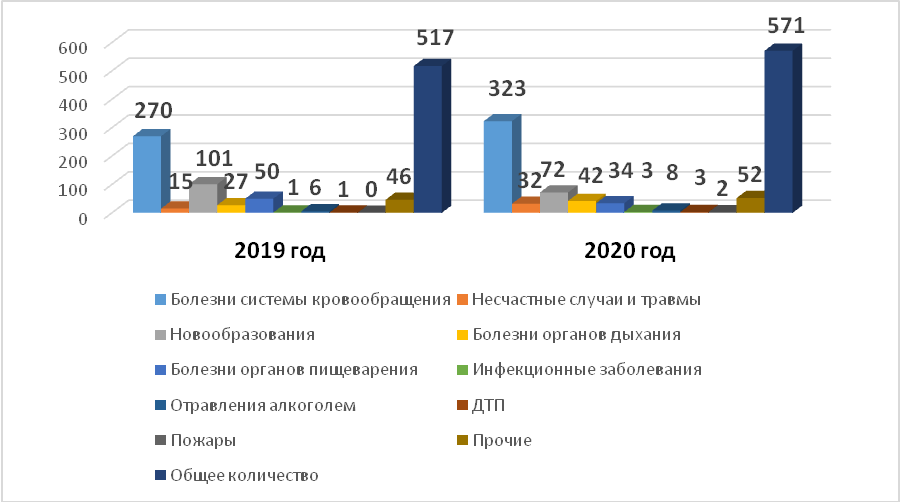 600
500
400
300
200
100
0
270
15
101
27
50
1
6
1
0
46
517
323
32
72
42
34
3
8
3
2
52
571
2019 год
2020 год
Болезни системы кровообращения
Несчастные случаи и травмы
Новообразования
Болезни органов дыхания
Болезни органов пищеварения
Инфекционные заболевания
Отравления алкоголем
ДТП
Пожары
Прочие
Общее количество